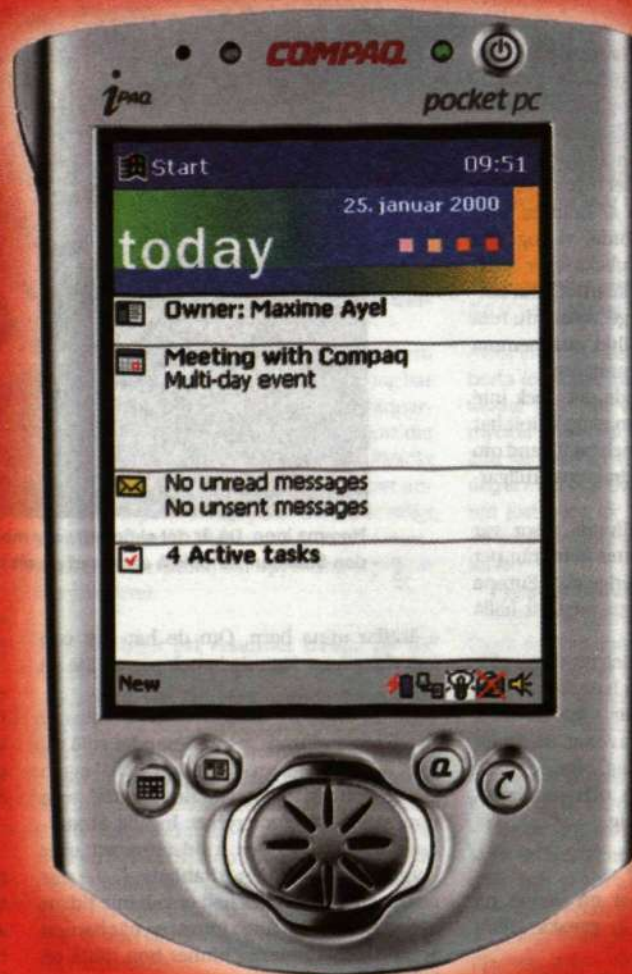 COMPAQ
iPAQ
pocket pc
Start 09:51
25. januar 2000
today
Owner: Maxime Ayel
Meeting with Compaq
Multi-day event
No unread messages
No unsent messages
4 Active tasks
New